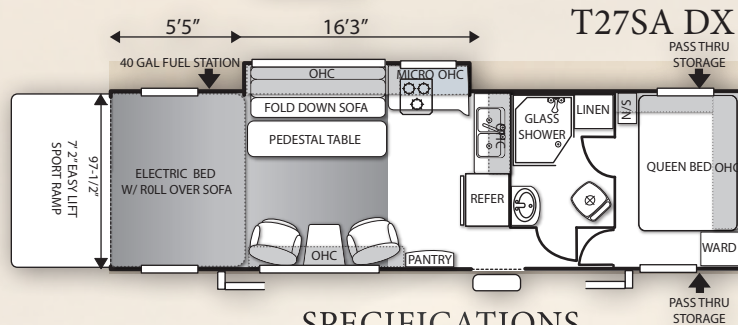 T27SA DX
5'5”
16'3”
PASS THRU
STORAGE
40 GAL FUEL STATION
OHC
MICRO OHC
FOLD DOWN SOFA
PEDESTAL TABLE
OHC
GLASS
SHOWER
LINEN
N/S
97-1/2”
7' 2” EASY LIFT
SPORT RAMP
ELECTRIC BED
W/ R0LL OVER SOFA
QUEEN BED
OHC
REFER
OHC
PANTRY
WARD
PASS THRU
STORAGE
SPECIFICATIONS